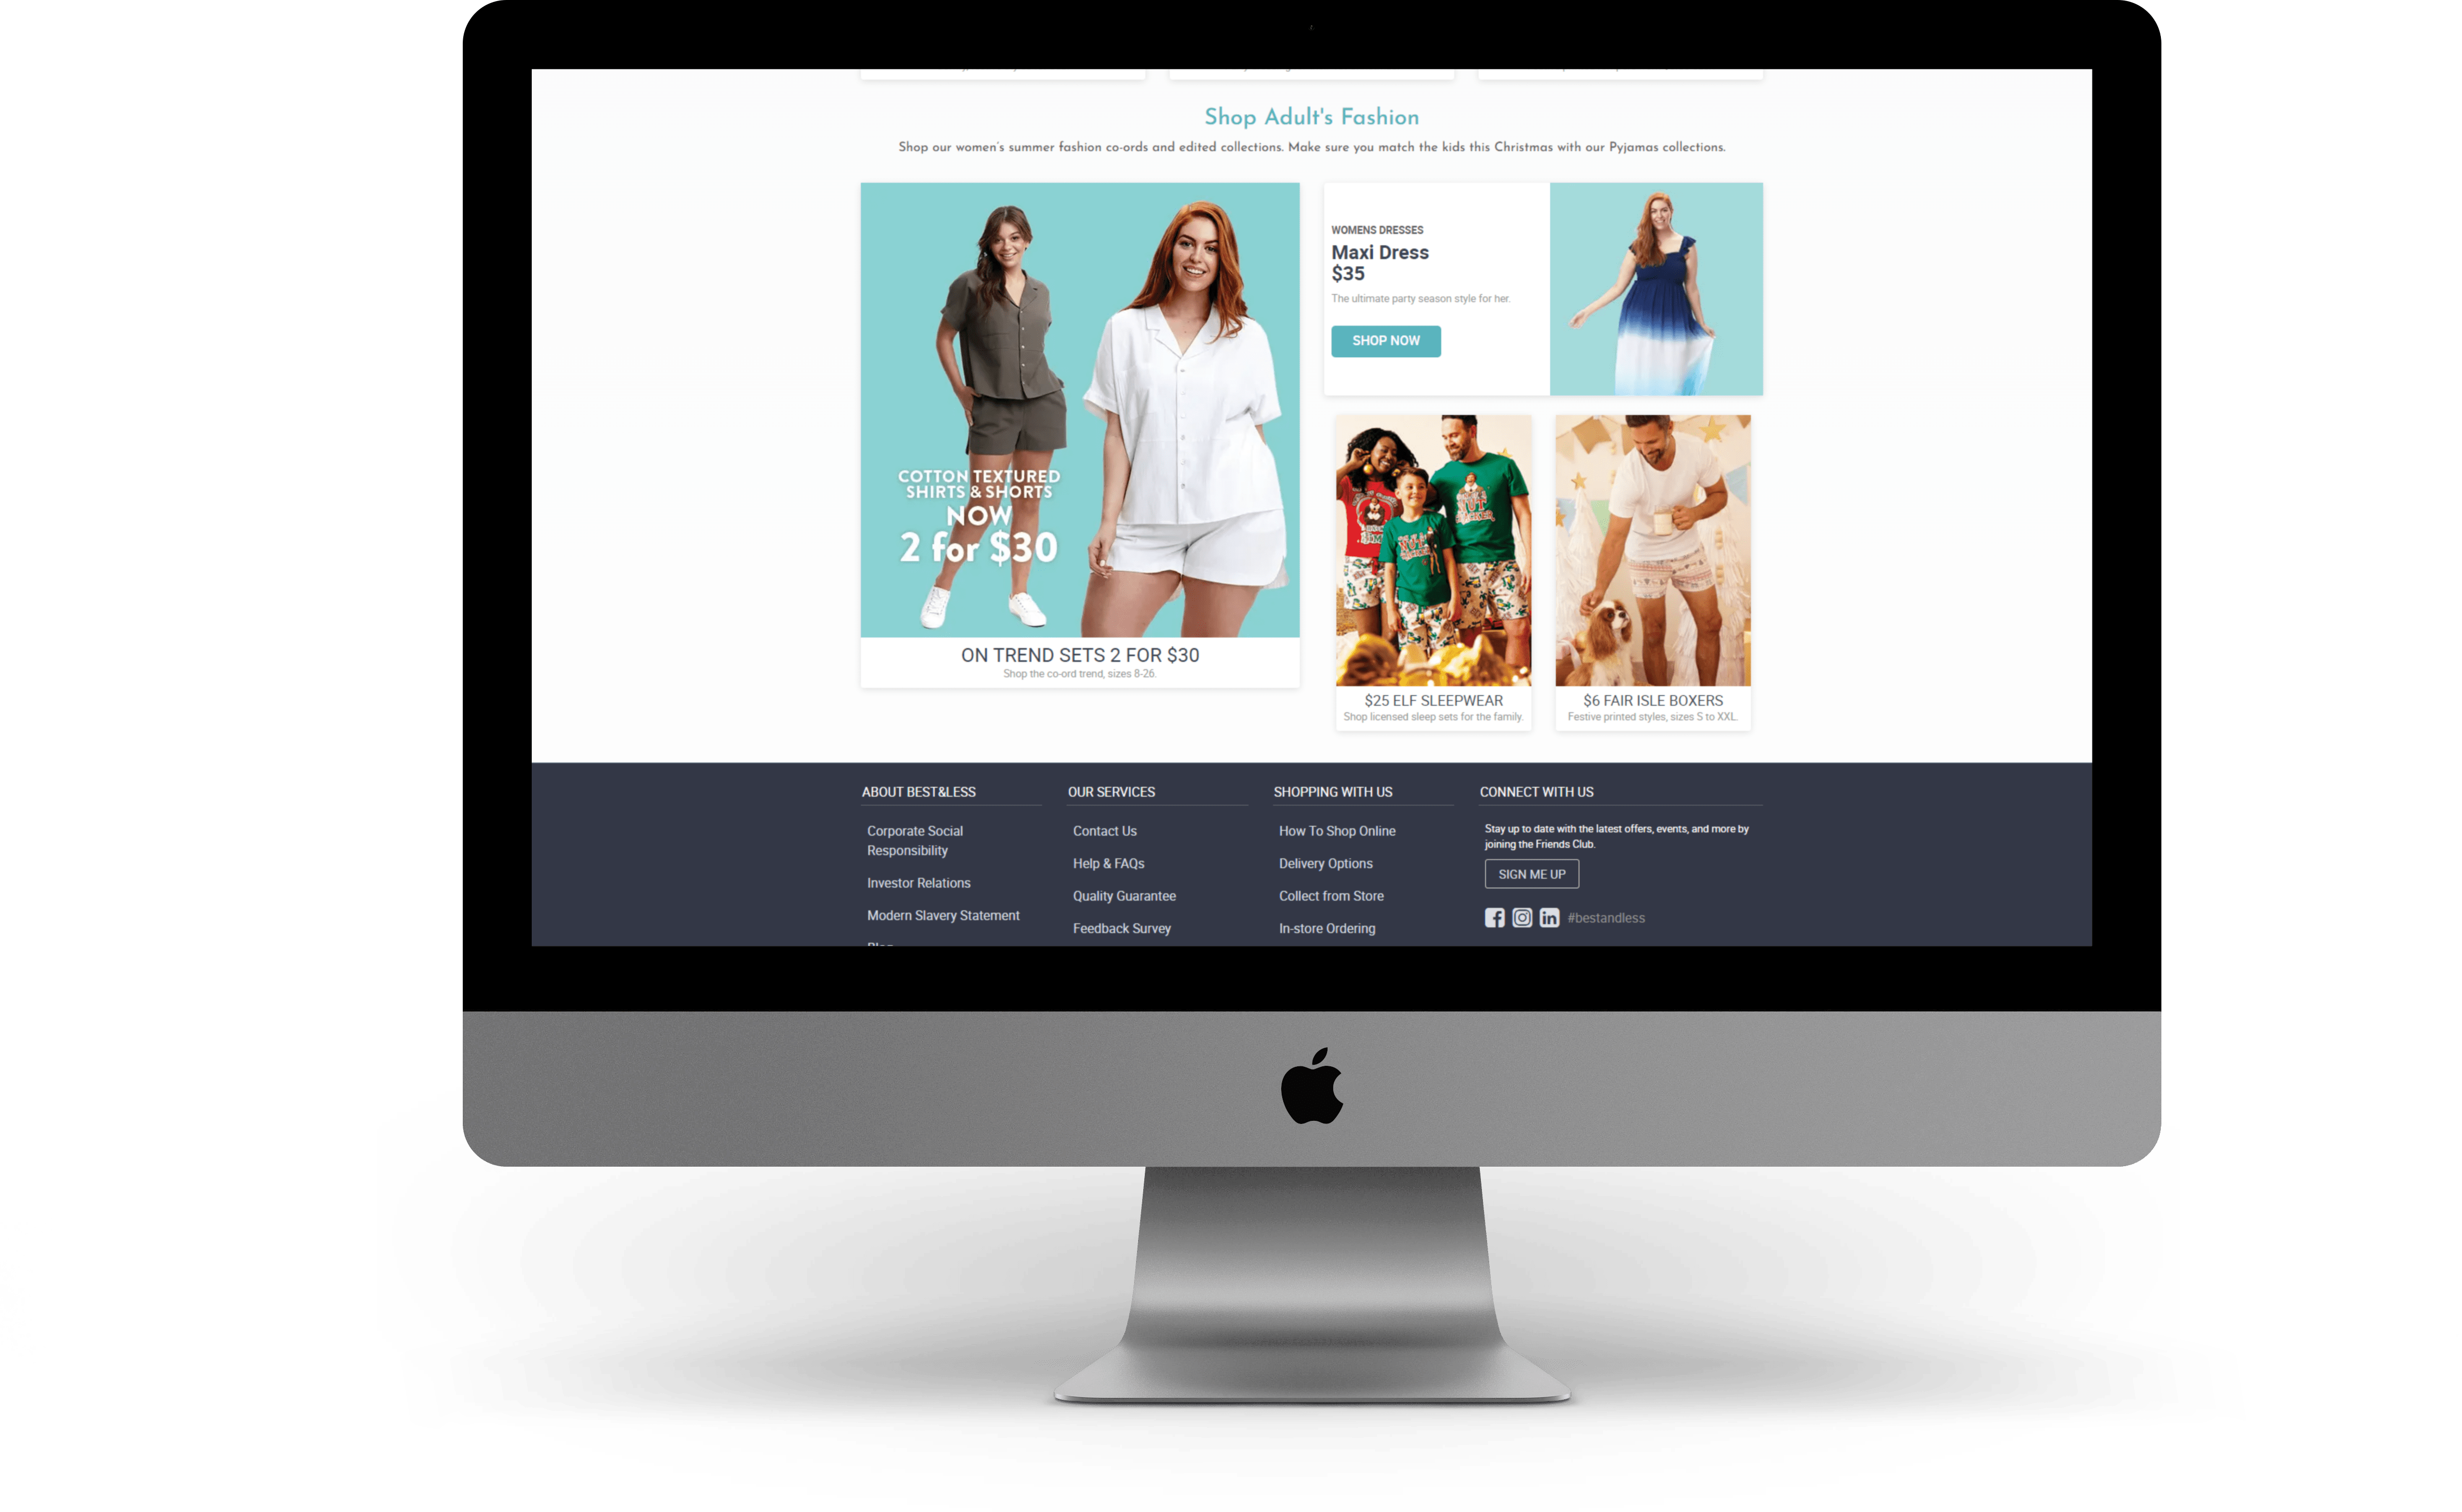 Shop Adult's Fashion
Shop our women's summer fashion co-ords and edited collections. Make sure you match the kids this Christmas with our Pyjamas collections.
COTTON TEXTURED
SHIRTS & SHORTS
NOW
2 for $30
ON TREND SETS 2 FOR $30
Shop the co-ord trend, sizes 8-26.
WOMENS DRESSES
Maxi Dress
$35
The ultimate party season style for her.
SHOP NOW
$25 ELF SLEEPWEAR
Shop licensed sleep sets for the family.
$6 FAIR ISLE BOXERS
Festive printed styles, sizes S to XXL.
ABOUT BEST&LESS
Corporate Social
Responsibility
Investor Relations
Modern Slavery Statement
OUR SERVICES
Contact Us
Help & FAQs
Quality Guarantee
Feedback Survey
SHOPPING WITH US
How To Shop Online
Delivery Options
Collect from Store
In-store Ordering
CONNECT WITH US
Stay up to date with the latest offers, events, and more by
joining the Friends Club.
SIGN ME UP
#bestandless